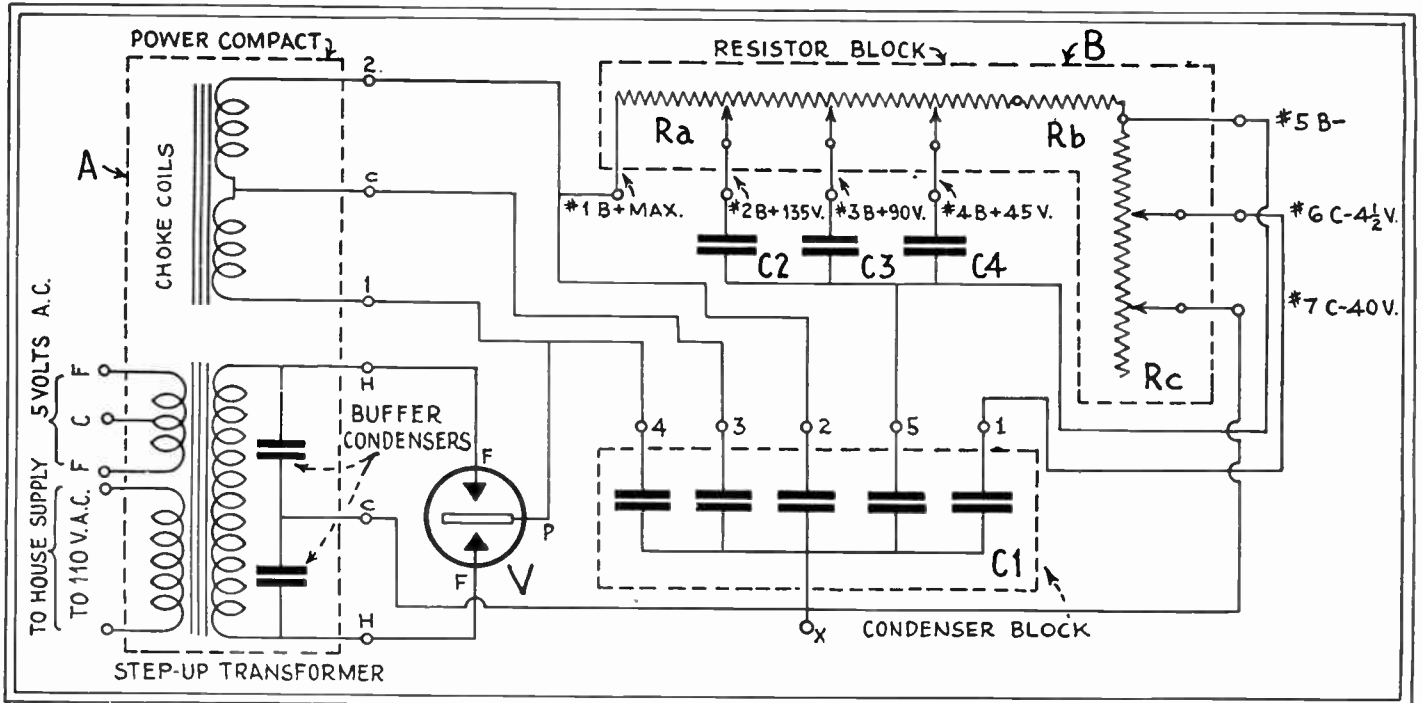 POWER COMPACT
RESISTOR BLOCK
B
2.
Ra
Rb
#5 B-
A
CHOKE COILS
C
#1 B+ MAX.
#2 B+135V.
#3 B+90V.
#4 B+45 V.
#6 C-4½ V.
C2
C3
C4
1
#7 C-40 V.
Rc
TO HOUSE SUPPLY
TO 110 V. A.C.
5 VOLTS A.C.
F
C
F
H
BUFFER
CONDENSERS
F
4
3
2
5
1
C
P
F
V
C1
H
X
CONDENSER BLOCK
STEP-UP TRANSFORMER